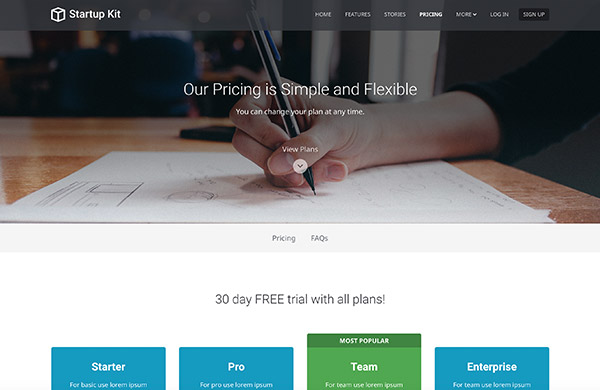 Startup Kit
HOME FEATURES STORIES PRICING MORE LOG IN SIGN UP
Our Pricing is Simple and Flexible
You can change your plan at any time.
View Plans
Pricing FAQs
30 day FREE trial with all plans!
MOST POPULAR
Starter Pro Team Enterprise
For basic use lorem ipsum For pro use lorem ipsum For team use lorem ipsum For team use lorem ipsum